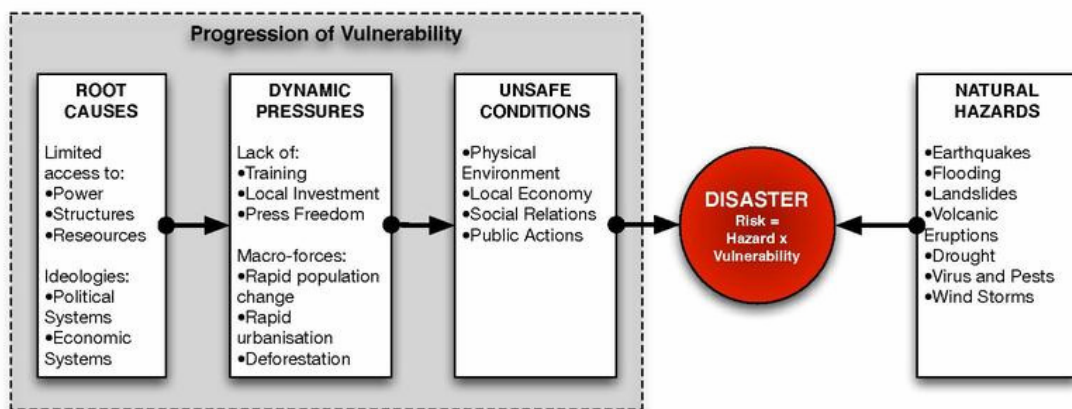 Progression of Vulnerability
ROOT
CAUSES
Limited
access to:
•Power
•Structures
•Reseources
Ideologies:
•Political
Systems
•Economic
Systems
DYNAMIC
PRESSURES
Lack of:
•Training
•Local Investment
•Press Freedom
Macro-forces:
•Rapid population
change
•Rapid
urbanisation
•Deforestation
UNSAFE
CONDITIONS
•Physical
Environment
•Local Economy
•Social Relations
•Public Actions
DISASTER
Risk =
Hazard x
Vulnerability
NATURAL
HAZARDS
•Earthquakes
•Flooding
•Landslides
•Volcanic
Eruptions
•Drought
•Virus and Pests
•Wind Storms